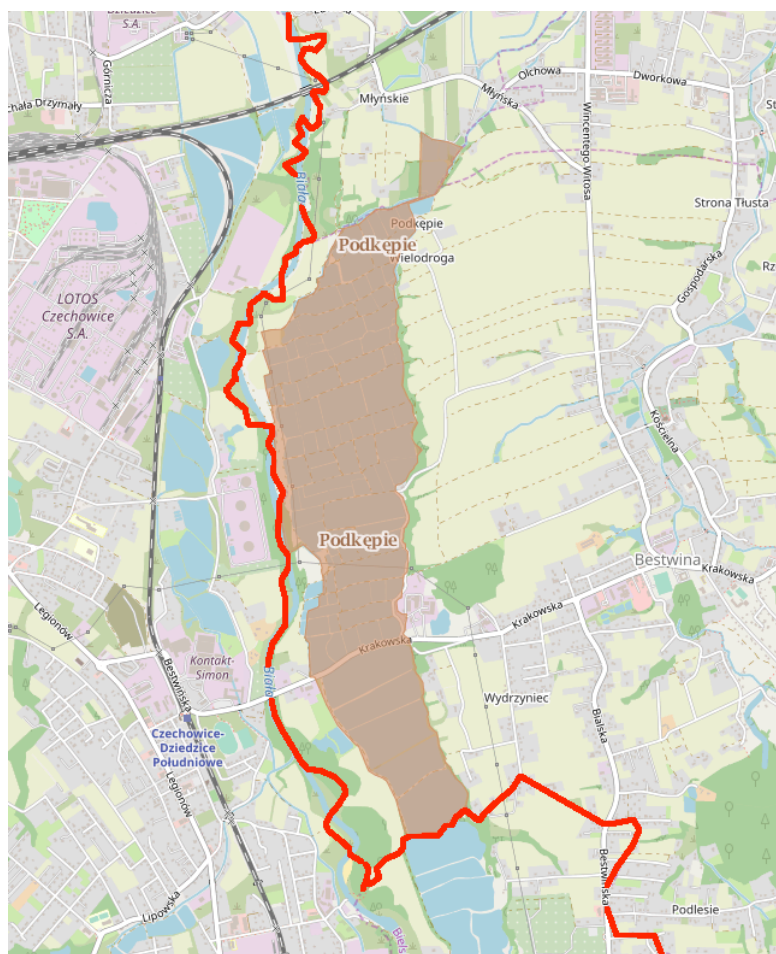 S.A.
Górnicza
chała Drzymały
Młyńskie
Olchowa
Młyńska
Dworkowa
Wincentego Witosa
Biała
Strona Tłusta
Podkępie
Podkępie
Wielodroga
Gospodarska
LOTOS
Czechowice
S.A.
Kościelna
Podkępie
Bestwina
Krakowska
Krakowska
Legionów
Krakowska
Kontakt-
Simon
Bestwińska
Biała
Wydrzyniec
Bialska
Czechowice-
Dziedzice
Południowe
Legionów
Bestwińska
Lipowska
Podlesie
Biels